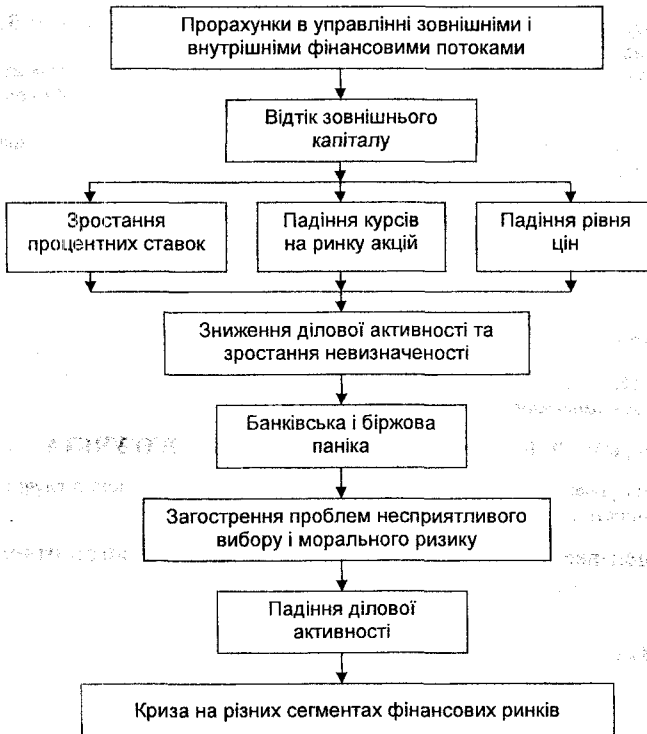 Прорахунки в управлінні зовнішніми і
внутрішніми фінансовими потоками
Відтік зовнішнього
капіталу
Зростання
процентних ставок
Падіння курсів
на ринку акцій
Падіння рівня
цін
Зниження ділової активності та
зростання невизначеності
Банківська і біржова
паніка
Загострення проблем несприятливого
вибору і морального ризику
Падіння ділової
активності
Криза на різних сегментах фінансових ринків